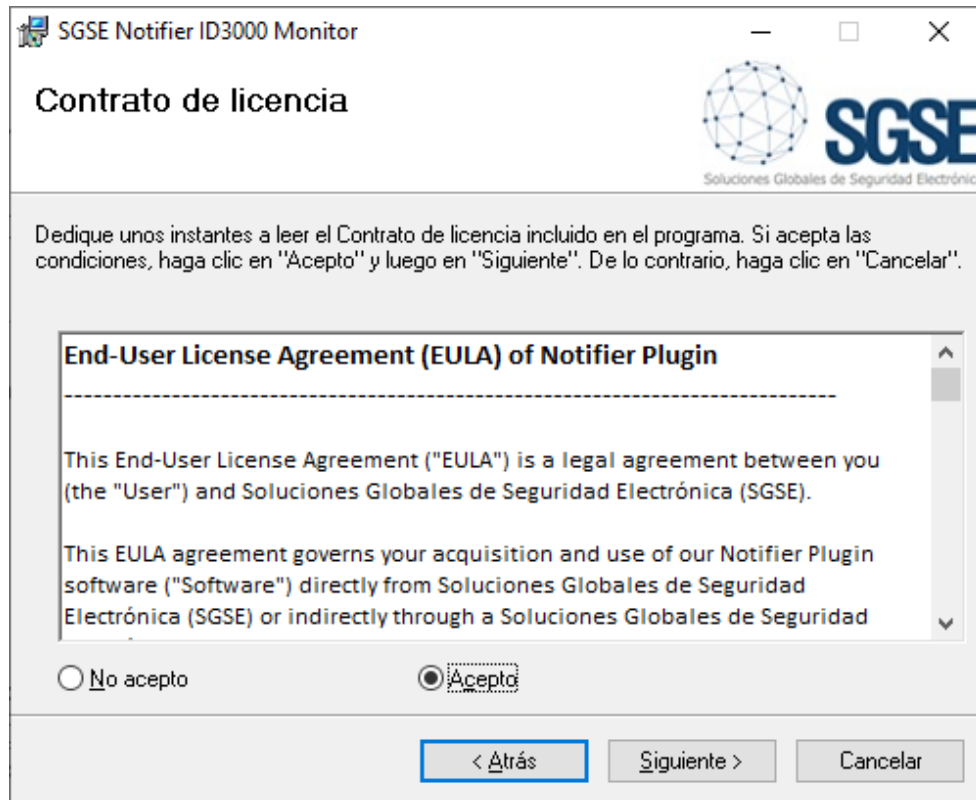 SGSE Notifier ID3000 Monitor
Contrato de licencia
SGSE
Soluciones Globales de Seguridad Electrónic
Dedique unos instantes a leer el Contrato de licencia incluido en el programa. Si acepta las
condiciones, haga clic en "Acepto" y luego en "Siguiente". De lo contrario, haga clic en "Cancelar".
End-User License Agreement (EULA) of Notifier Plugin
--------------------------------------------------------------------------------
This End-User License Agreement ("EULA") is a legal agreement between you
(the "User") and Soluciones Globales de Seguridad Electrónica (SGSE).
This EULA agreement governs your acquisition and use of our Notifier Plugin
software ("Software") directly from Soluciones Globales de Seguridad
Electrónica (SGSE) or indirectly through a Soluciones Globales de Seguridad
No acepto
Acepto
< Atrás
Siguiente >
Cancelar